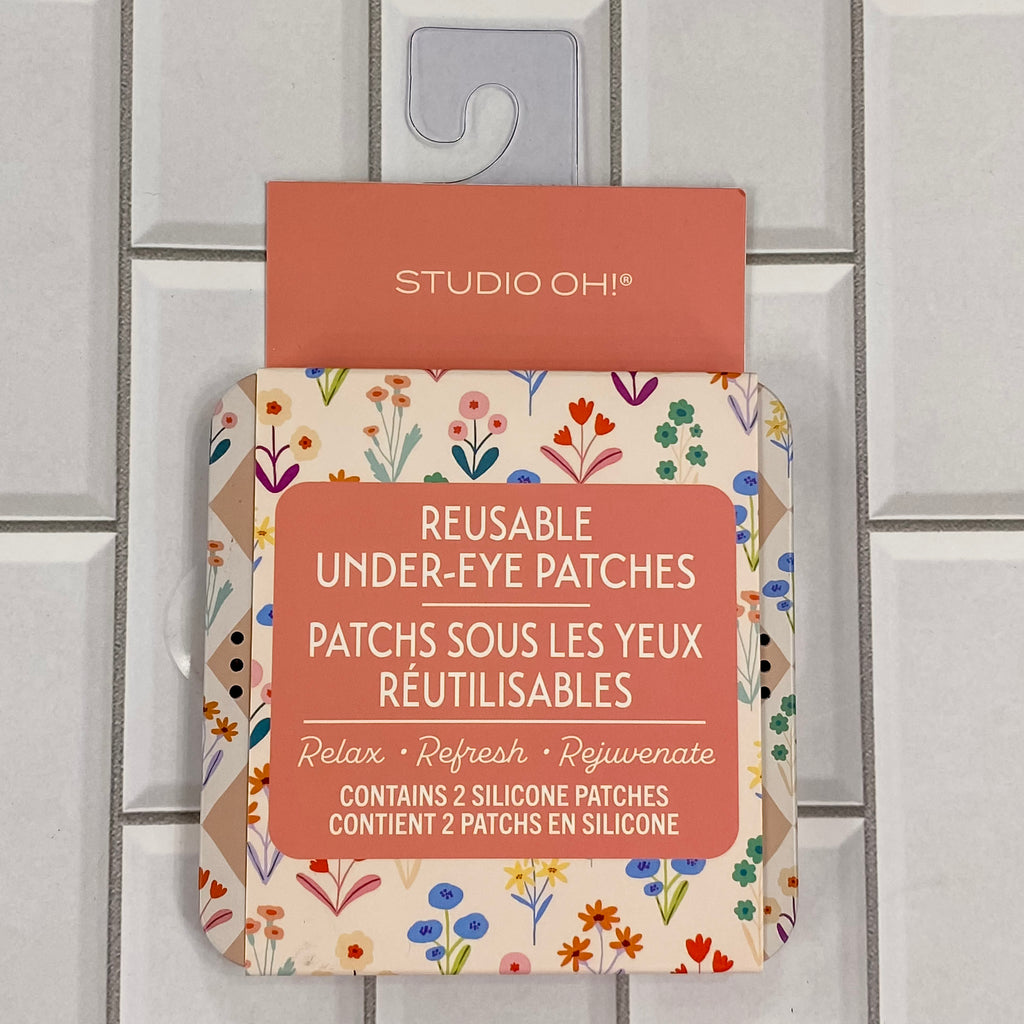 STUDIO OH!®
REUSABLE
UNDER-EYE PATCHES
PATCHS SOUS LES YEUX
RÉUTILISABLES
Relax • Refresh • Rejuvenate
CONTAINS 2 SILICONE PATCHES
CONTIENT 2 PATCHS EN SILICONE